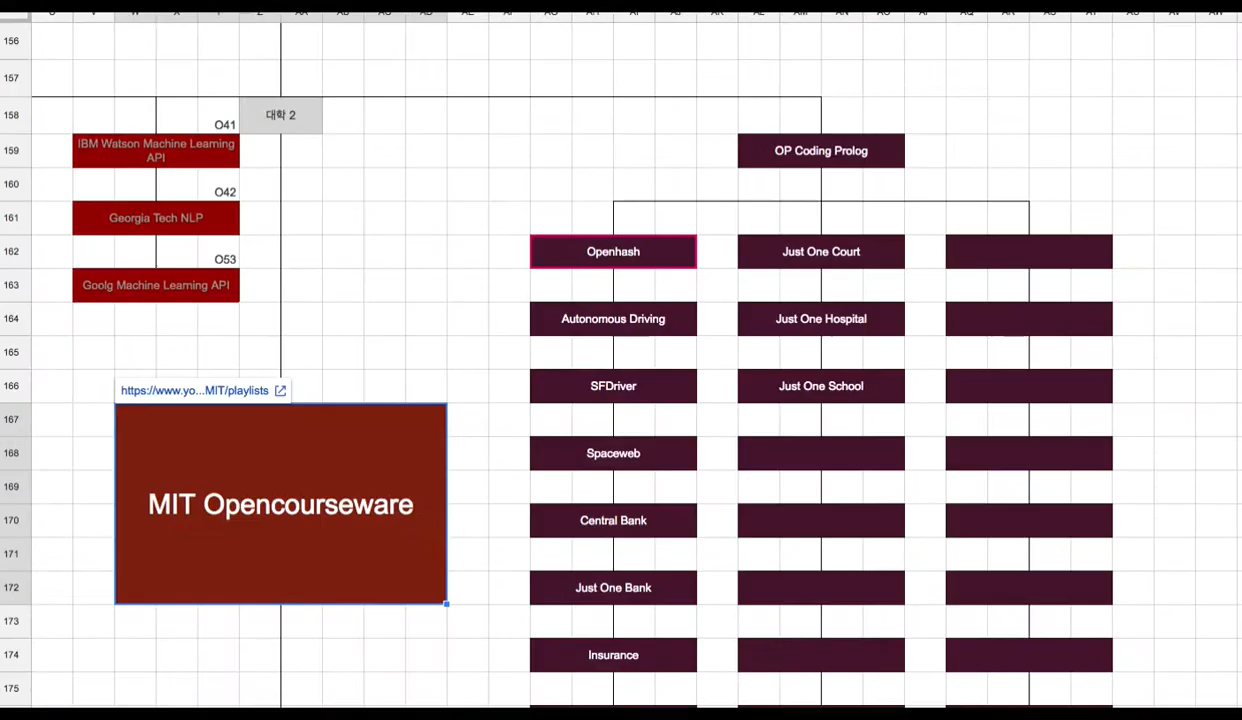 156
157
158
O41
대학 2
159
IBM Watson Machine Learning
API
OP Coding Prolog
160
O42
161
Georgia Tech NLP
162
Openhash
Just One Court
O53
163
Goolg Machine Learning API
164
Autonomous Driving
Just One Hospital
165
166
https://www.yo...MIT/playlists
SFDriver
Just One School
167
168
Spaceweb
169
MIT Opencourseware
170
Central Bank
171
172
Just One Bank
173
174
Insurance
175